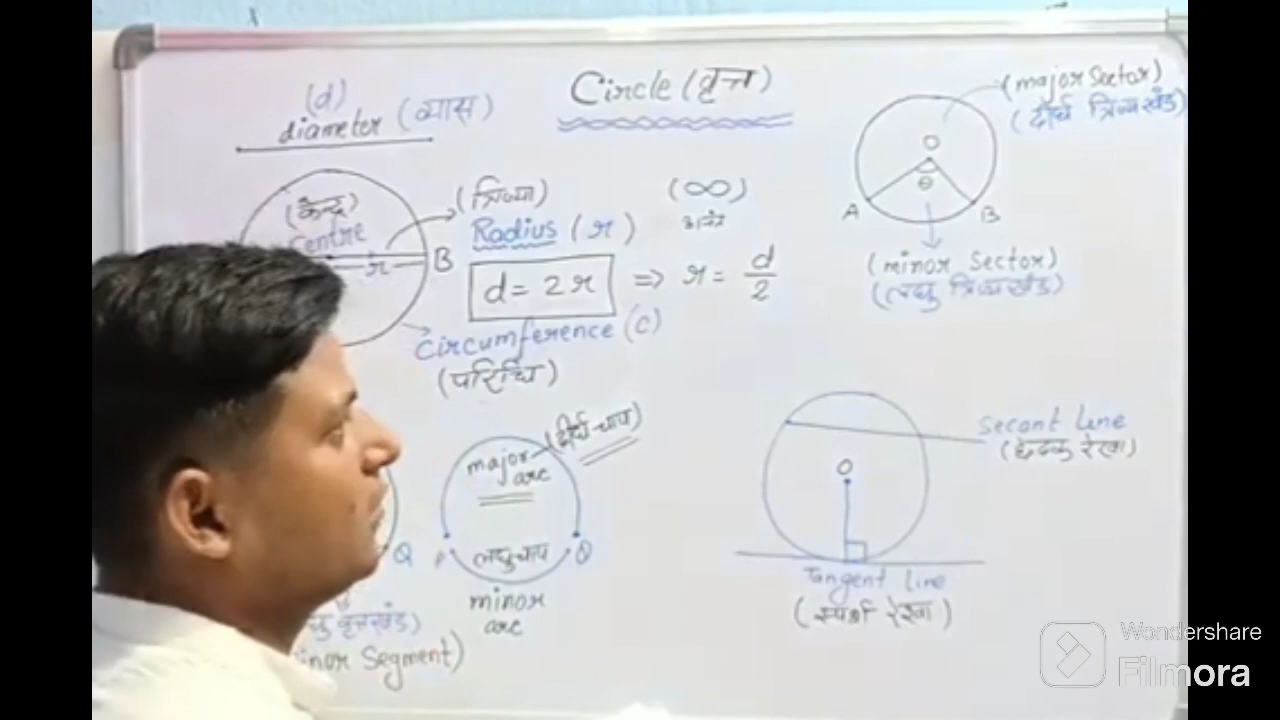 Circle (वृत्त)
(d)
diameter (व्यास)
(केन्द्र)
Centre
r
B
(त्रिज्या)
Radius (r)
(∞)
अनंत
d = 2r ⇒ r = d/2
Circumference (C)
(परिधि)
(major Sector)
(दीर्घ त्रिज्यखंड)
O
θ
A B
(minor Sector)
(लघु त्रिज्यखंड)
major arc
(दीर्घ चाप)
लघु चाप
P Q
minor
arc
Q
वृत्तखंड)
inor Segment)
Secant Line
(छेदक रेखा)
O
Tangent Line
(स्पर्श रेखा)
Wondershare
Filmora